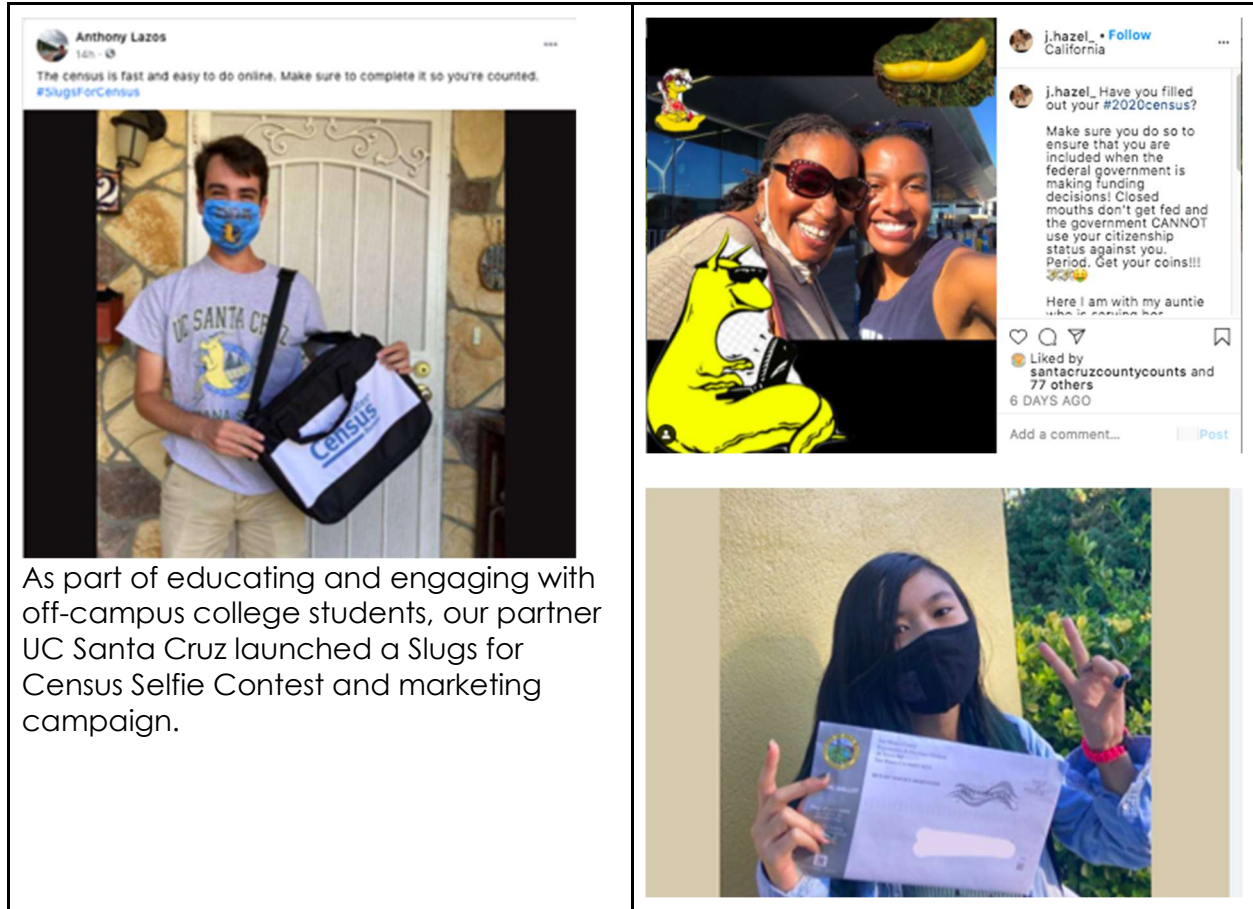 Anthony Lazos
14h
The census is fast and easy to do online. Make sure to complete it so you're counted.
#SlugsForCensus
2
UC SANTA CRUZ
Census
As part of educating and engaging with
off-campus college students, our partner
UC Santa Cruz launched a Slugs for
Census Selfie Contest and marketing
campaign.
j.hazel_ • Follow
California
j.hazel_ Have you filled
out your #2020census?
Make sure you do so to
ensure that you are
included when the
federal government is
making funding
decisions! Closed
mouths don't get fed and
the government CANNOT
use your citizenship
status against you.
Period. Get your coins!!!
Here I am with my auntie
who is serving her
Liked by
santacruzcountycounts and
77 others
6 DAYS AGO
Add a comment...
Post